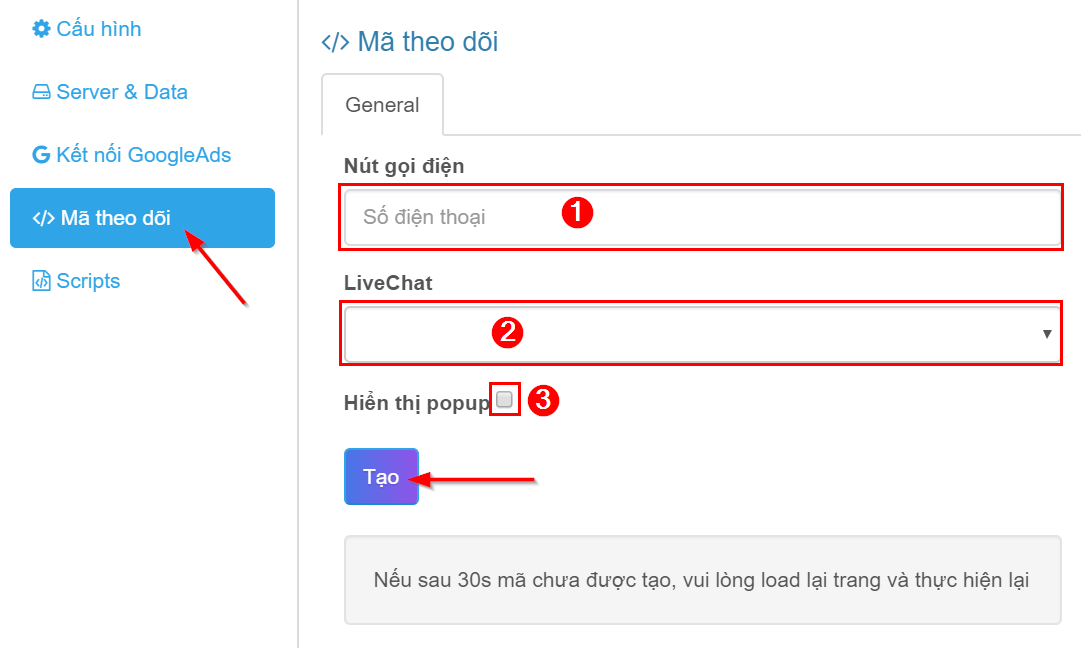 Cấu hình
Server & Data
Kết nối GoogleAds
</> Mã theo dõi
Scripts
</> Mã theo dõi
General
Nút gọi điện
Số điện thoại
1
LiveChat
2
Hiển thị popup
3
Tạo
Nếu sau 30s mã chưa được tạo, vui lòng load lại trang và thực hiện lại